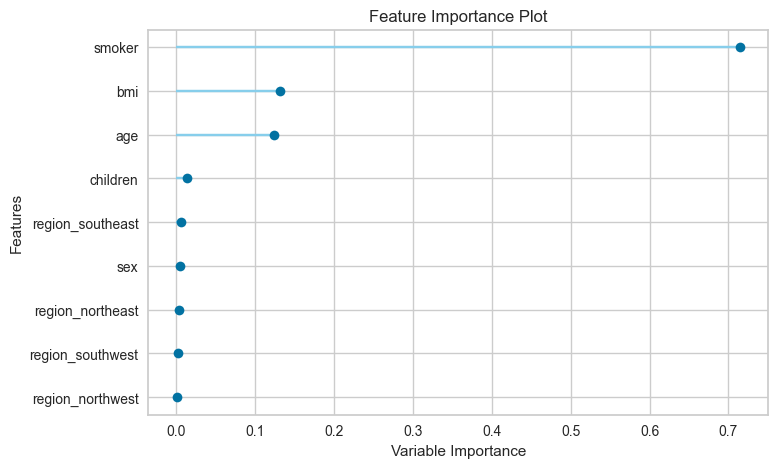 Feature Importance Plot
smoker
bmi
age
children
region_southeast
sex
region_northeast
region_southwest
region_northwest
Features
0.0 0.1 0.2 0.3 0.4 0.5 0.6 0.7
Variable Importance